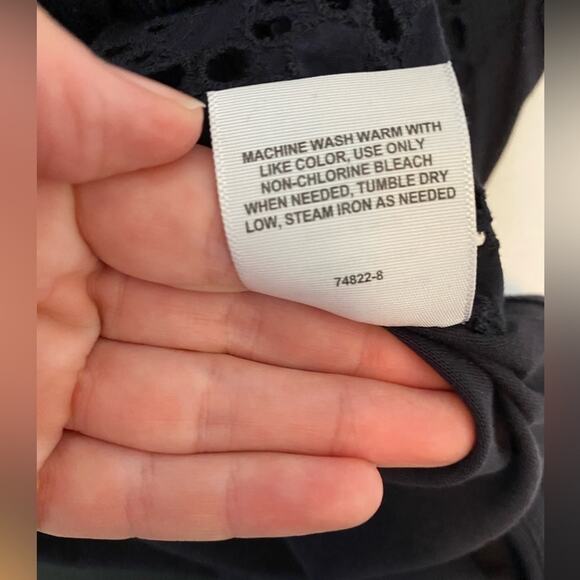 MACHINE WASH WARM WITH
LIKE COLOR, USE ONLY
NON-CHLORINE BLEACH
WHEN NEEDED, TUMBLE DRY
LOW, STEAM IRON AS NEEDED
74822-8